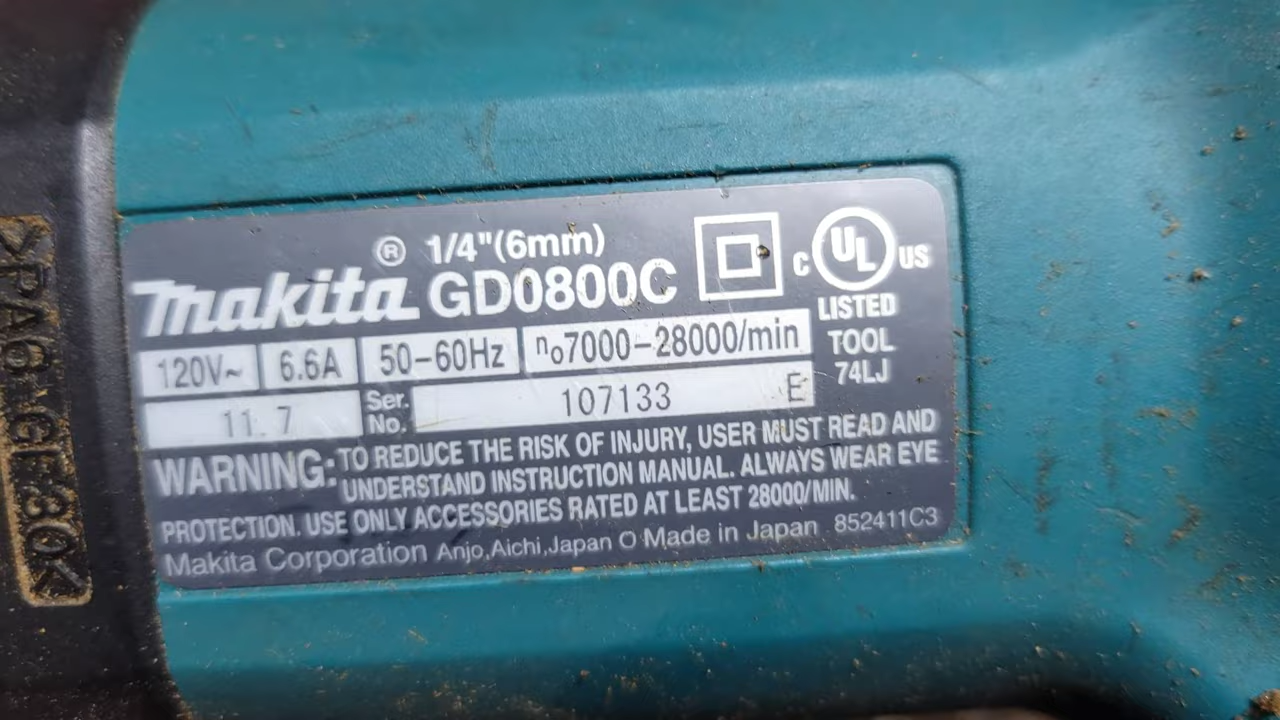 >PA6-GF30<
® 1/4"(6mm)
Makita GD0800C
C UL US
LISTED
TOOL
74LJ
120V~ 6.6A 50-60Hz n₀7000-28000/min
11. 7 Ser. No. 107133 E
WARNING: TO REDUCE THE RISK OF INJURY, USER MUST READ AND
UNDERSTAND INSTRUCTION MANUAL. ALWAYS WEAR EYE
PROTECTION. USE ONLY ACCESSORIES RATED AT LEAST 28000/MIN.
Makita Corporation Anjo,Aichi,Japan O Made in Japan 852411C3